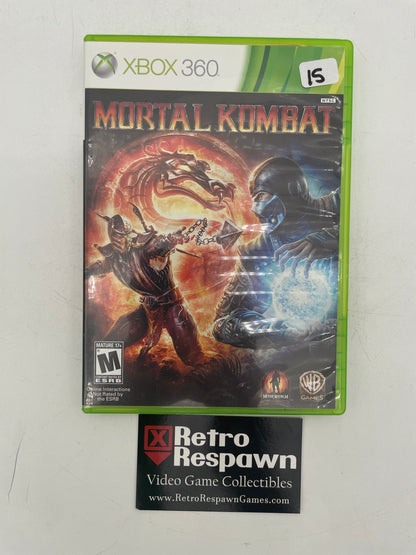 XBOX 360
15
NTSC
MORTAL KOMBAT
MATURE 17+
M
ESRB
Online Interactions
Not Rated by
the ESRB
WB
GAMES
Retro
Respawn
Video Game Collectibles
www.RetroRespawnGames.com